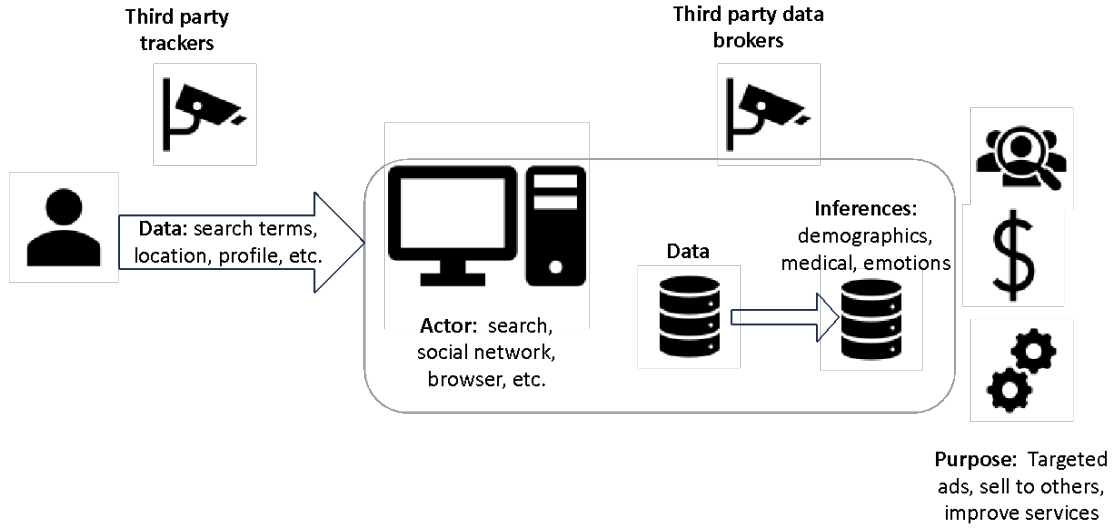 Third party
trackers
Third party data
brokers
Data: search terms,
location, profile, etc.
Actor: search,
social network,
browser, etc.
Data
Inferences:
demographics,
medical, emotions
$
Purpose: Targeted
ads, sell to others,
improve services